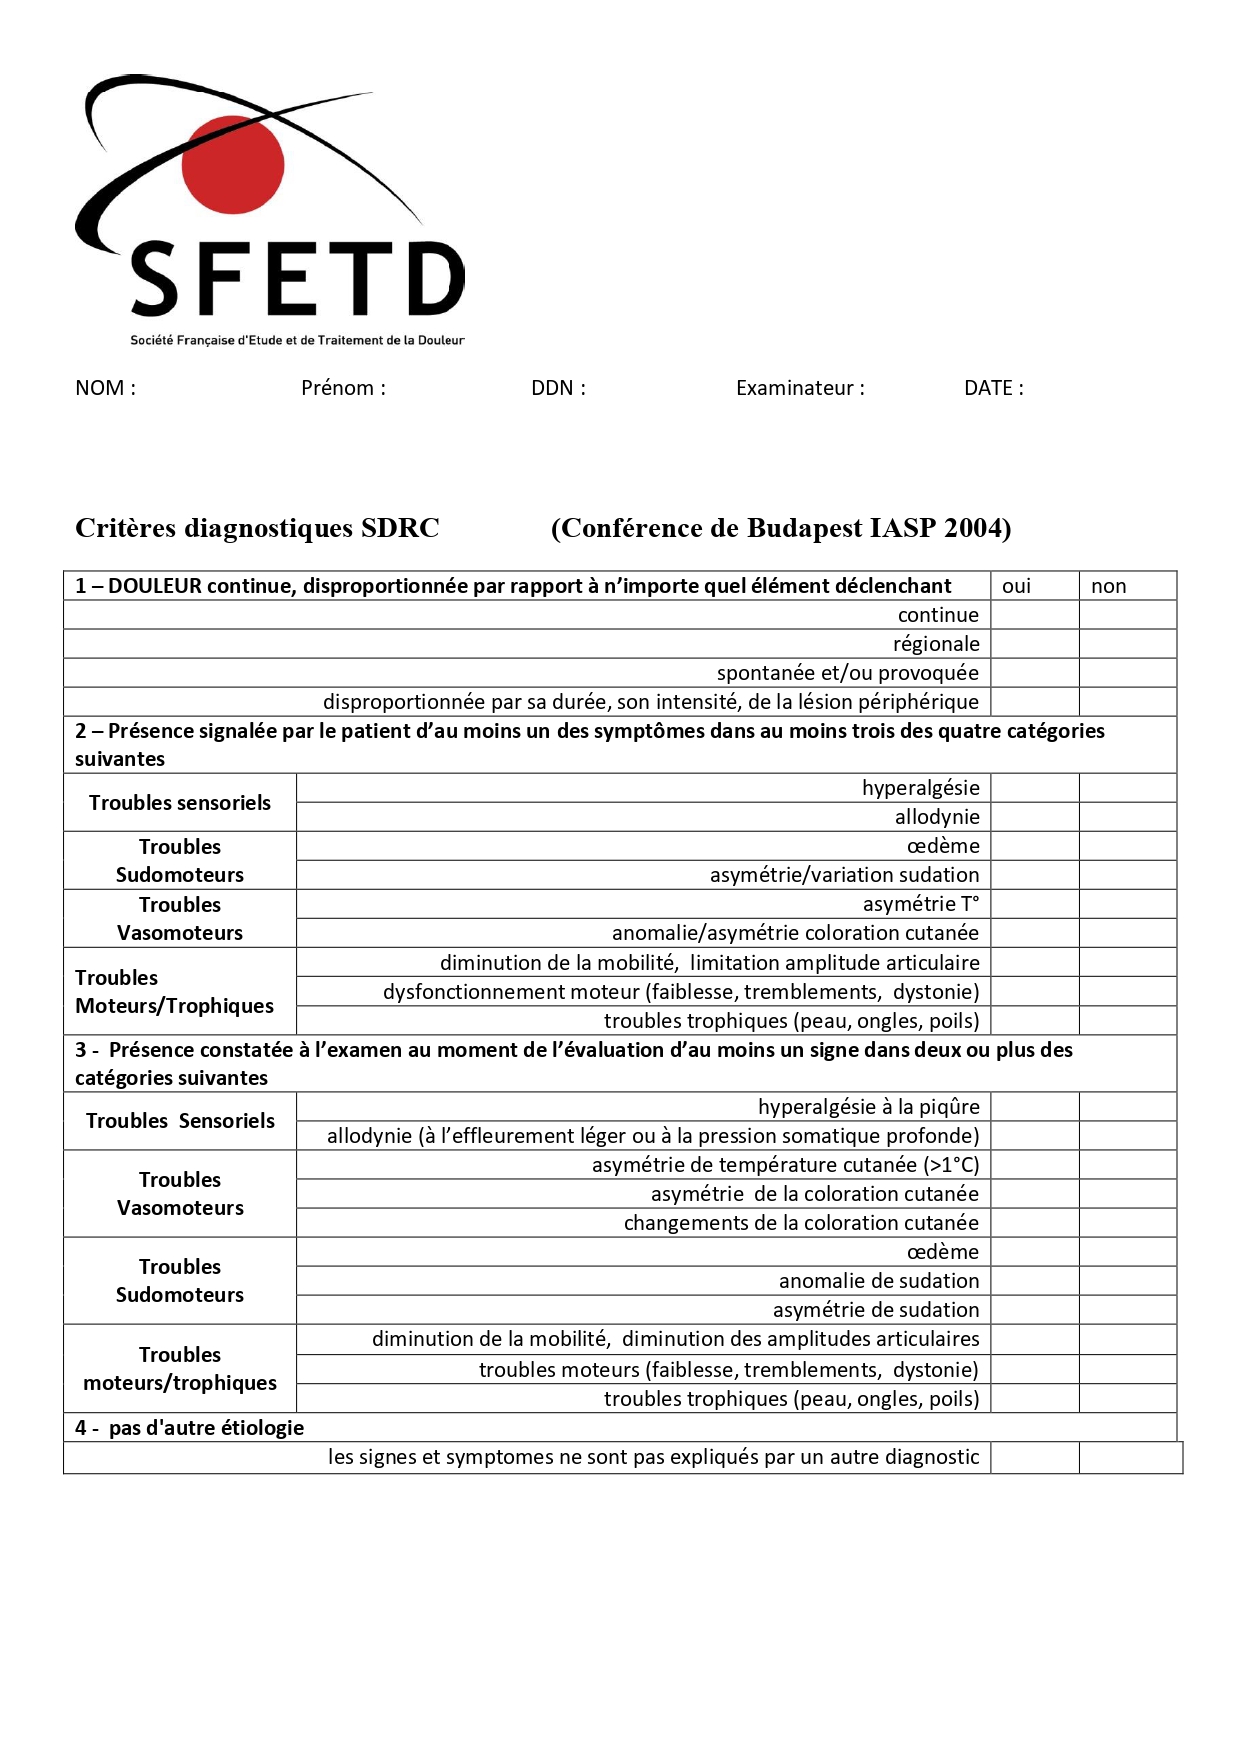 SFETD
Société Française d'Etude et de Traitement de la Douleur
NOM : Prénom : DDN : Examinateur : DATE :
Critères diagnostiques SDRC (Conférence de Budapest IASP 2004)
1 – DOULEUR continue, disproportionnée par rapport à n’importe quel élément déclenchant oui non
continue
régionale
spontanée et/ou provoquée
disproportionnée par sa durée, son intensité, de la lésion périphérique
2 – Présence signalée par le patient d’au moins un des symptômes dans au moins trois des quatre catégories
suivantes
Troubles sensoriels
hyperalgésie
allodynie
Troubles
Sudomoteurs
œdème
asymétrie/variation sudation
Troubles
Vasomoteurs
asymétrie T°
anomalie/asymétrie coloration cutanée
Troubles
Moteurs/Trophiques
diminution de la mobilité, limitation amplitude articulaire
dysfonctionnement moteur (faiblesse, tremblements, dystonie)
troubles trophiques (peau, ongles, poils)
3 - Présence constatée à l’examen au moment de l’évaluation d’au moins un signe dans deux ou plus des
catégories suivantes
Troubles Sensoriels
hyperalgésie à la piqûre
allodynie (à l’effleurement léger ou à la pression somatique profonde)
Troubles
Vasomoteurs
asymétrie de température cutanée (>1°C)
asymétrie de la coloration cutanée
changements de la coloration cutanée
Troubles
Sudomoteurs
œdème
anomalie de sudation
asymétrie de sudation
Troubles
moteurs/trophiques
diminution de la mobilité, diminution des amplitudes articulaires
troubles moteurs (faiblesse, tremblements, dystonie)
troubles trophiques (peau, ongles, poils)
4 - pas d'autre étiologie
les signes et symptomes ne sont pas expliqués par un autre diagnostic